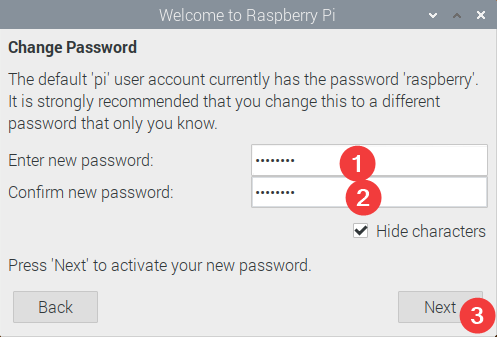 Welcome to Raspberry Pi
Change Password
The default 'pi' user account currently has the password 'raspberry'.
It is strongly recommended that you change this to a different
password that only you know.
Enter new password: •••••••• 1
Confirm new password: •••••••• 2
Hide characters
Press 'Next' to activate your new password.
Back Next 3